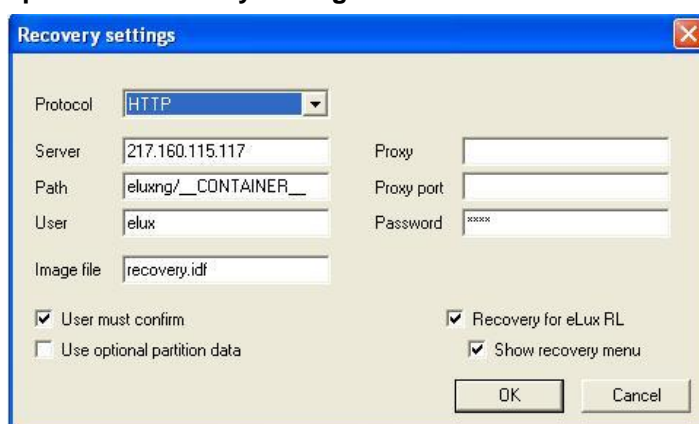 Recovery settings
Protocol HTTP
Server 217.160.115.117 Proxy
Path eluxng/__CONTAINER__ Proxy port
User elux Password ****
Image file recovery.idf
User must confirm Recovery for eLux RL
Use optional partition data Show recovery menu
OK Cancel